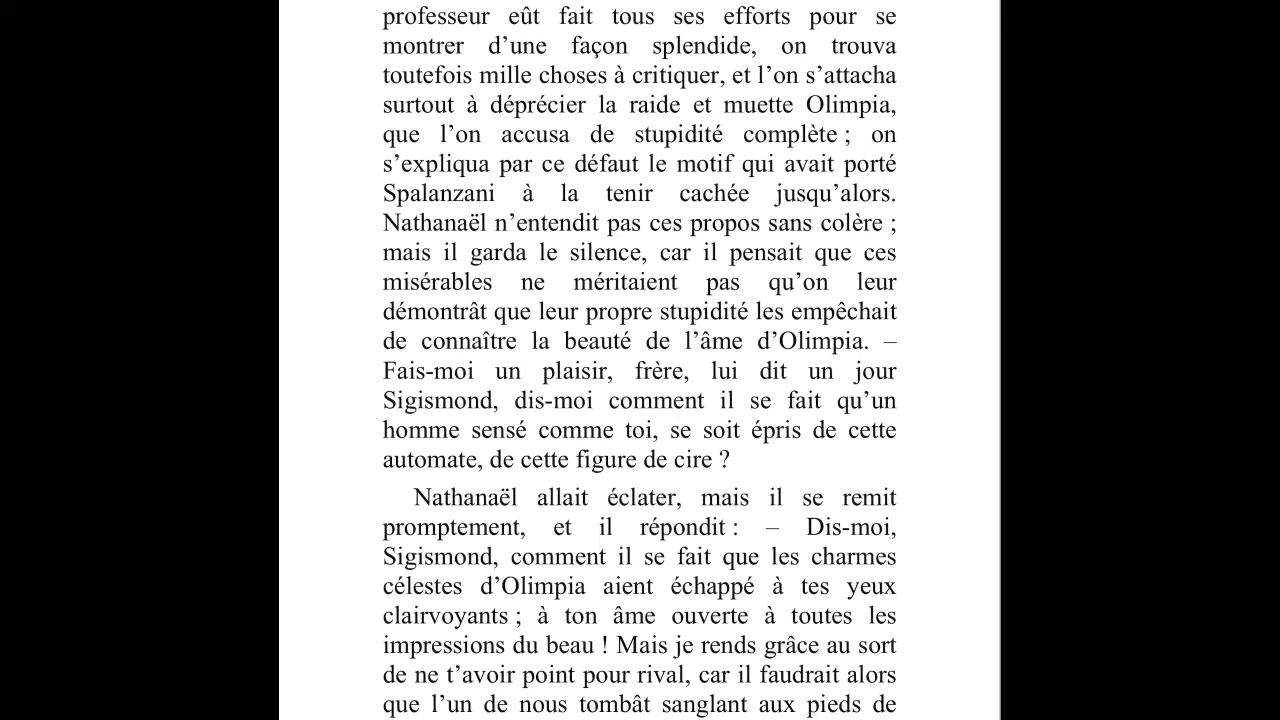 professeur eût fait tous ses efforts pour se
montrer d’une façon splendide, on trouva
toutefois mille choses à critiquer, et l’on s’attacha
surtout à déprécier la raide et muette Olimpia,
que l’on accusa de stupidité complète ; on
s’expliqua par ce défaut le motif qui avait porté
Spalanzani à la tenir cachée jusqu’alors.
Nathanaël n’entendit pas ces propos sans colère ;
mais il garda le silence, car il pensait que ces
misérables ne méritaient pas qu’on leur
démontrât que leur propre stupidité les empêchait
de connaître la beauté de l’âme d’Olimpia. –
Fais-moi un plaisir, frère, lui dit un jour
Sigismond, dis-moi comment il se fait qu’un
homme sensé comme toi, se soit épris de cette
automate, de cette figure de cire ?
Nathanaël allait éclater, mais il se remit
promptement, et il répondit : – Dis-moi,
Sigismond, comment il se fait que les charmes
célestes d’Olimpia aient échappé à tes yeux
clairvoyants ; à ton âme ouverte à toutes les
impressions du beau ! Mais je rends grâce au sort
de ne t’avoir point pour rival, car il faudrait alors
que l’un de nous tombât sanglant aux pieds de